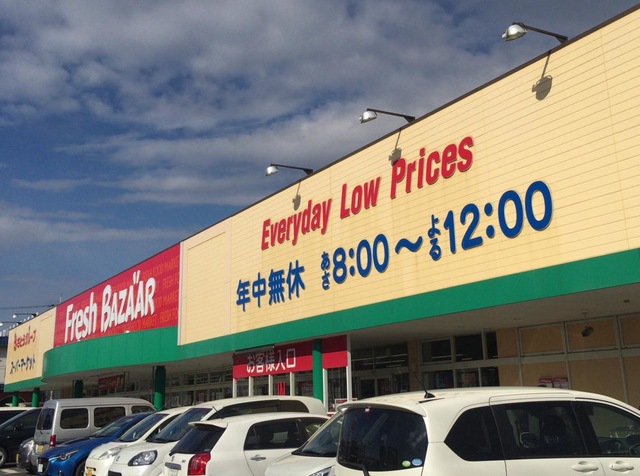 Everyday Low Prices
年中無休 あさ8:00～よる12:00
Fresh BAZAAR
スーパーマーケット
お客様入口